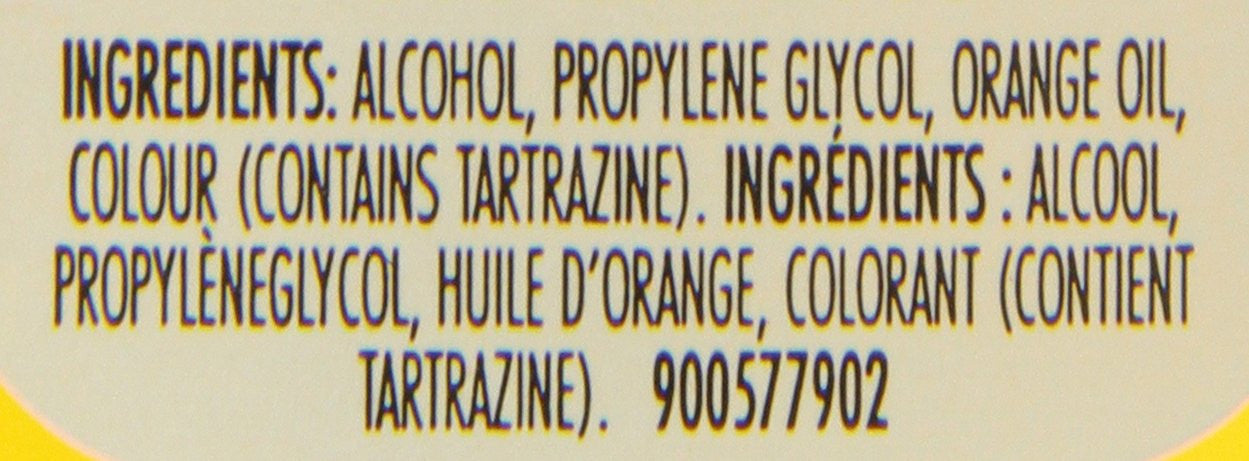 INGREDIENTS: ALCOHOL, PROPYLENE GLYCOL, ORANGE OIL,
COLOUR (CONTAINS TARTRAZINE). INGRÉDIENTS : ALCOOL,
PROPYLÈNEGLYCOL, HUILE D'ORANGE, COLORANT (CONTIENT
TARTRAZINE). 900577902